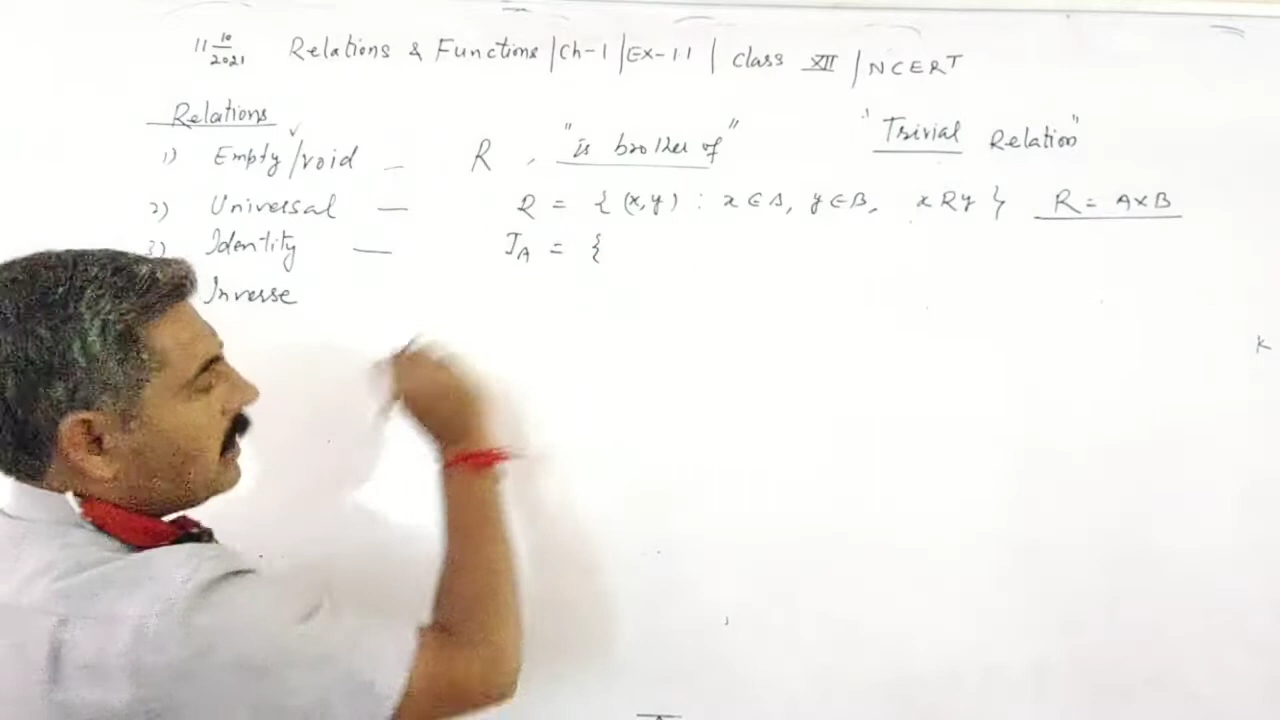 11 10/2021 Relations & Functions | Ch-1 | Ex-1.1 | Class XII | NCERT
Relations
"Trivial Relation"
1) Empty/void — R, "is brother of"
2) Universal — R = {(x,y) : x ∈ A, y ∈ B, x R y} R = A×B
3) Identity — I_A = {
Inverse
K